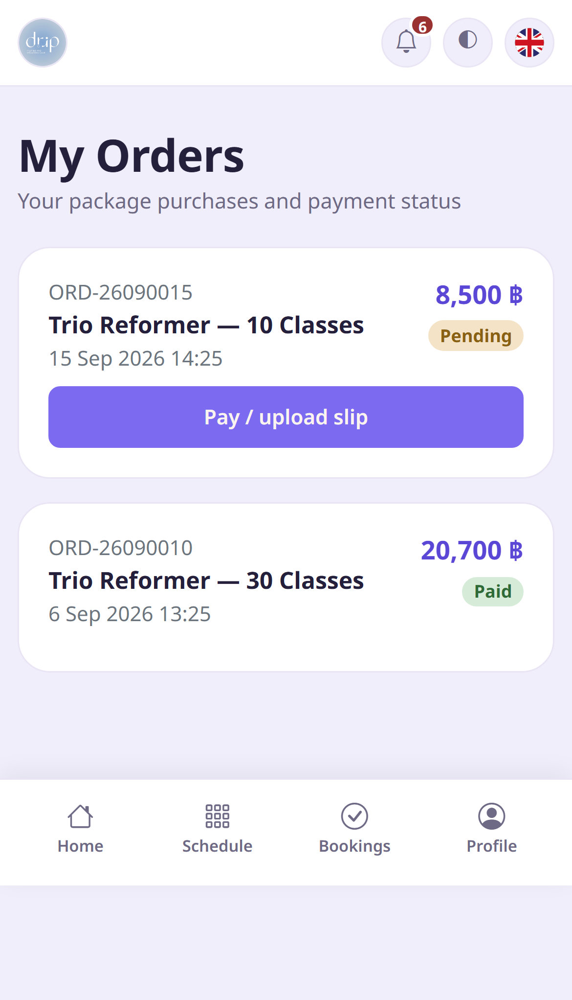 drip
6
My Orders
Your package purchases and payment status
ORD-26090015
8,500 ฿
Trio Reformer — 10 Classes
Pending
15 Sep 2026 14:25
Pay / upload slip
ORD-26090010
20,700 ฿
Trio Reformer — 30 Classes
Paid
6 Sep 2026 13:25
Home
Schedule
Bookings
Profile